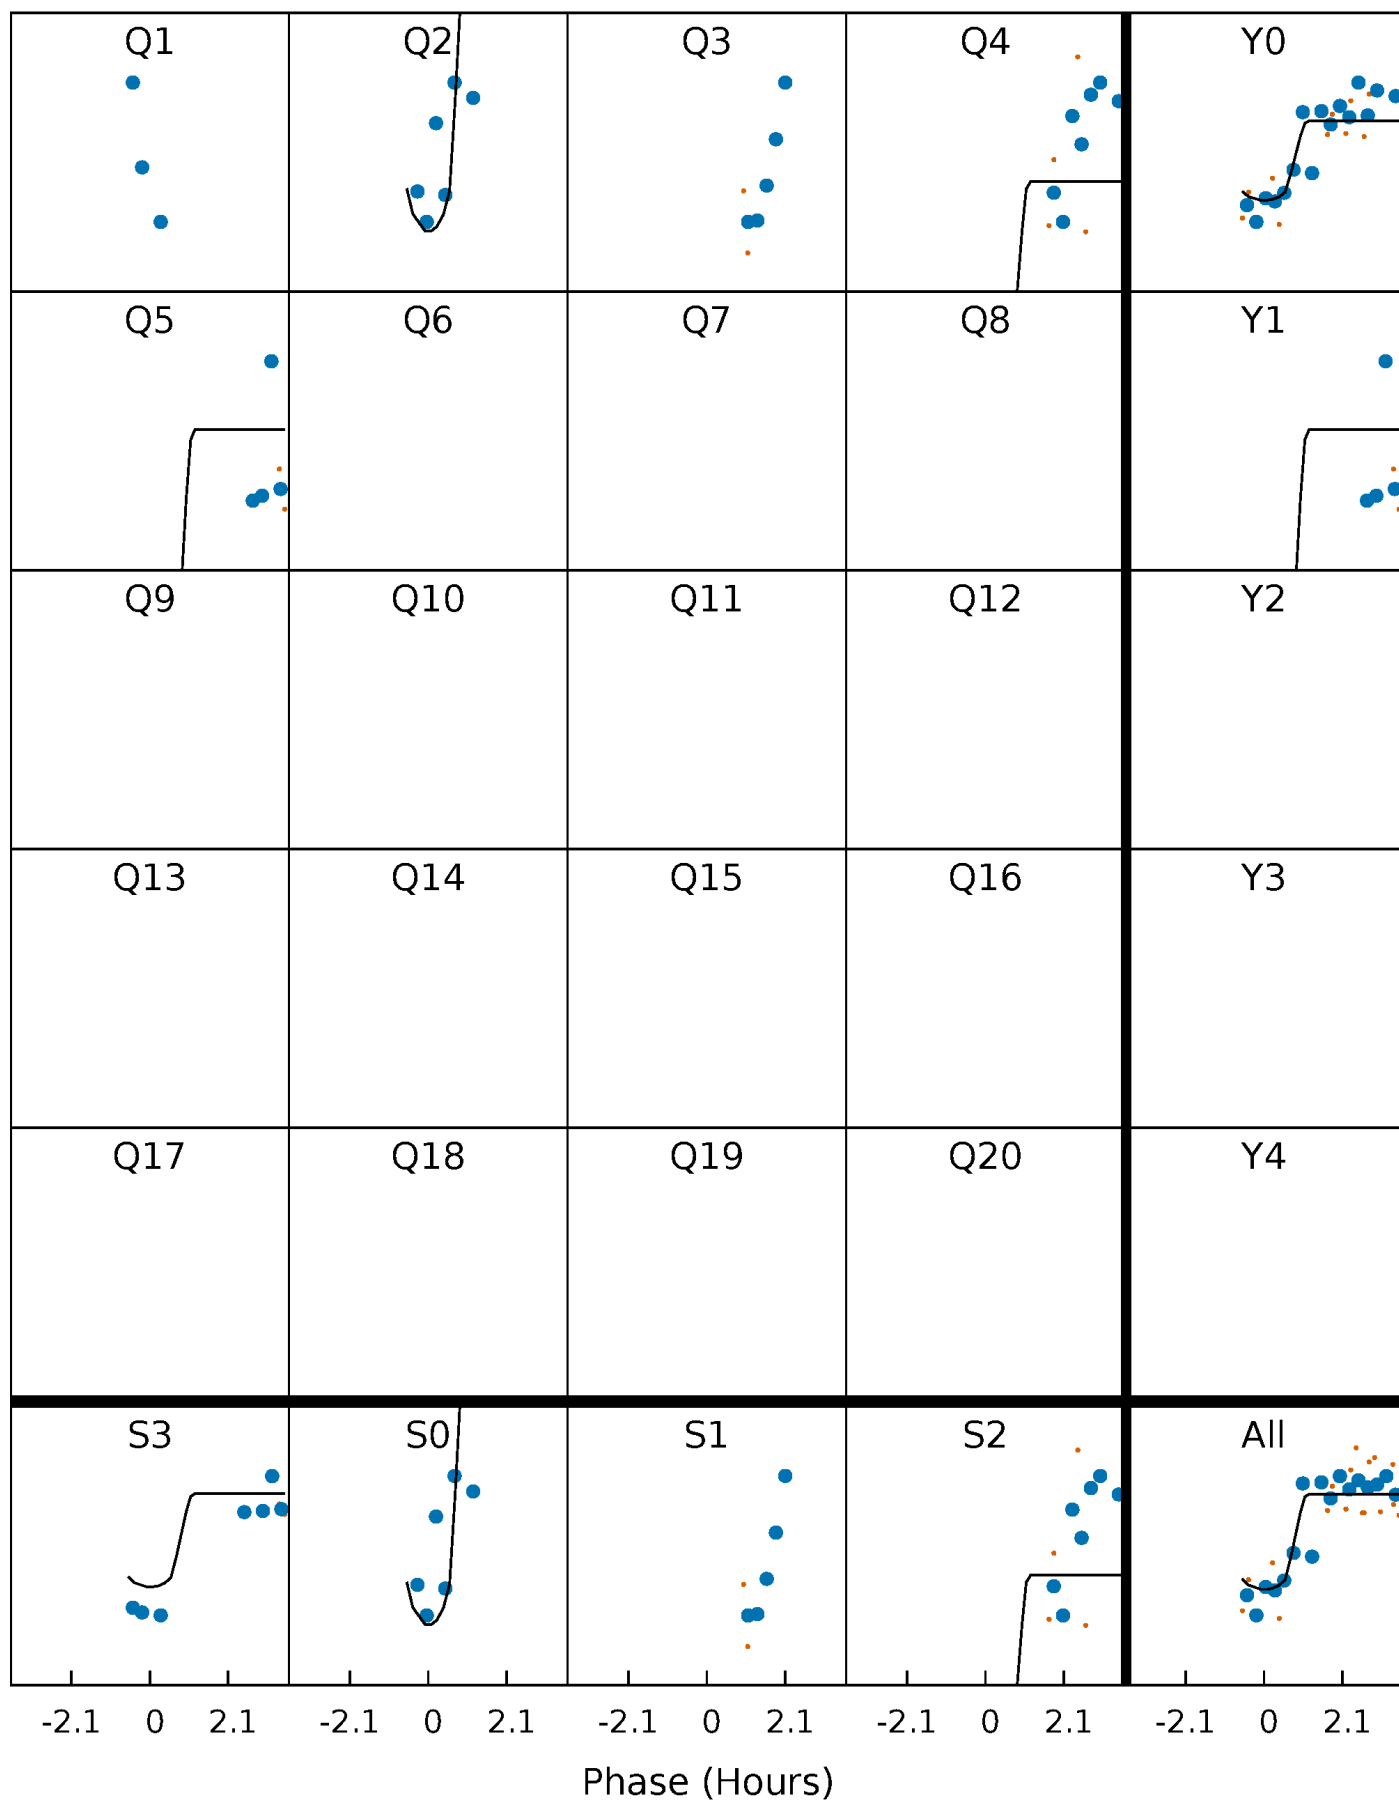 Q1 Q2 Q3 Q4 Y0
Q5 Q6 Q7 Q8 Y1
Q9 Q10 Q11 Q12 Y2
Q13 Q14 Q15 Q16 Y3
Q17 Q18 Q19 Q20 Y4
S3 S0 S1 S2 All
-2.1 0 2.1 -2.1 0 2.1 -2.1 0 2.1 -2.1 0 2.1 -2.1 0 2.1
Phase (Hours)